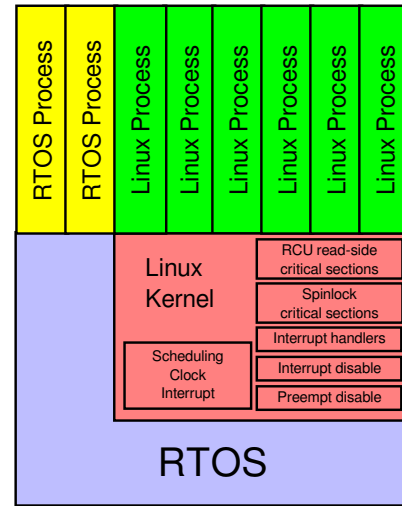 RTOS Process
RTOS Process
Linux Process
Linux Process
Linux Process
Linux Process
Linux Process
Linux Process
Linux
Kernel
RCU read-side
critical sections
Spinlock
critical sections
Interrupt handlers
Scheduling
Clock
Interrupt
Interrupt disable
Preempt disable
RTOS